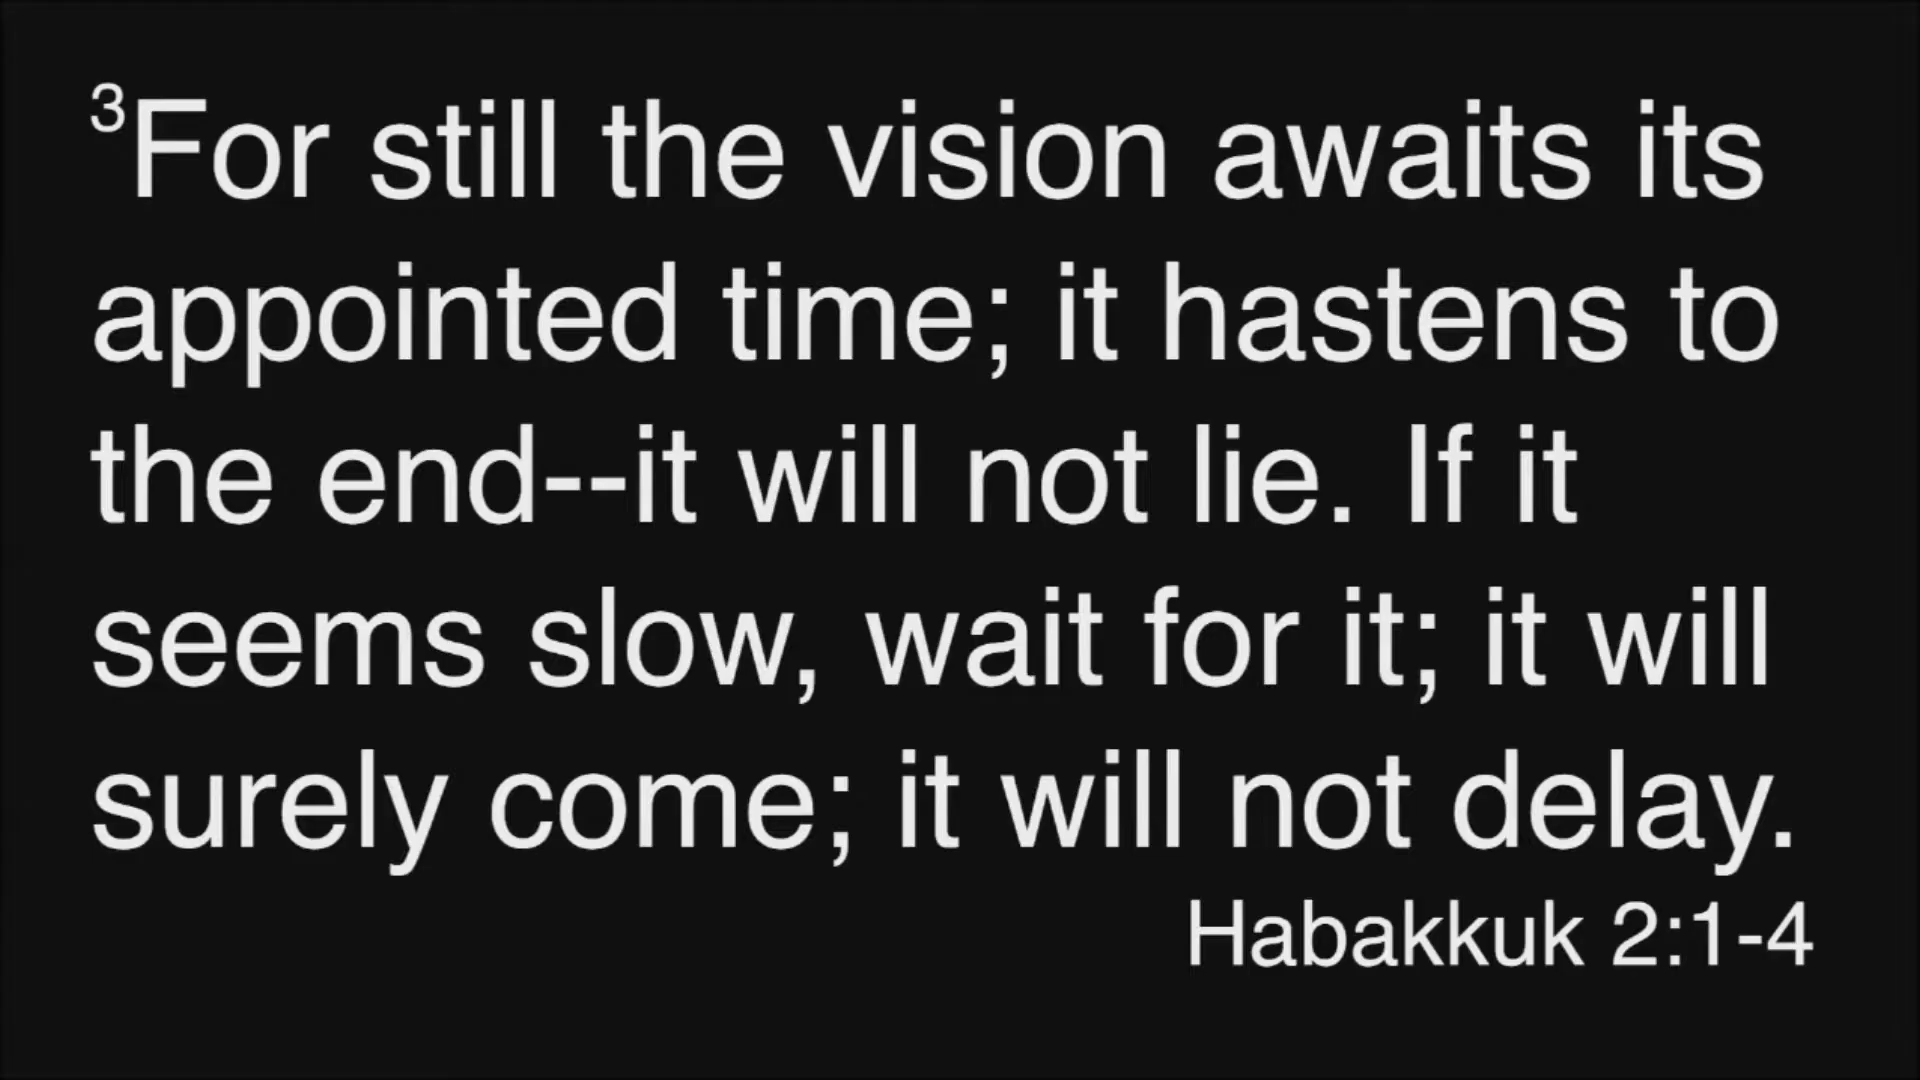 ³For still the vision awaits its
appointed time; it hastens to
the end--it will not lie. If it
seems slow, wait for it; it will
surely come; it will not delay.
Habakkuk 2:1-4